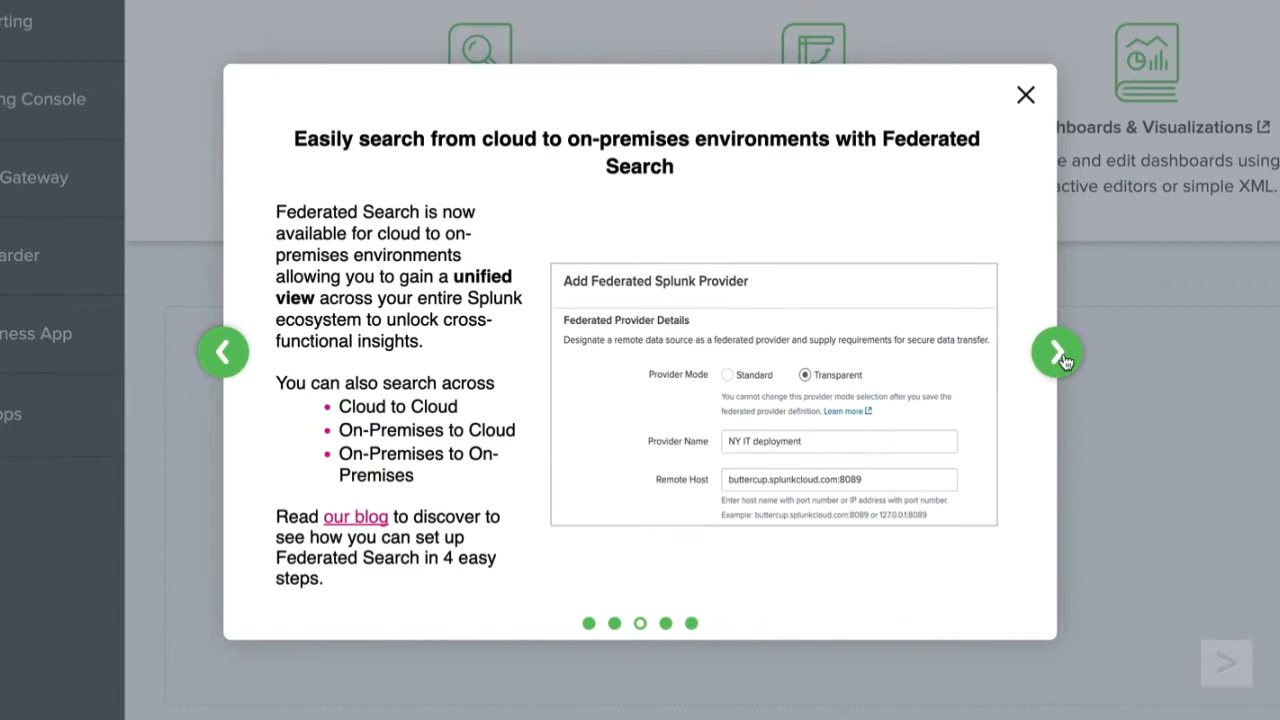 rting
ng Console
Gateway
arder
ness App
ps
hboards & Visualizations
e and edit dashboards using
active editors or simple XML.
Easily search from cloud to on-premises environments with Federated
Search
Federated Search is now
available for cloud to on-
premises environments
allowing you to gain a unified
view across your entire Splunk
ecosystem to unlock cross-
functional insights.
You can also search across
• Cloud to Cloud
• On-Premises to Cloud
• On-Premises to On-
Premises
Read our blog to discover to
see how you can set up
Federated Search in 4 easy
steps.
Add Federated Splunk Provider
Federated Provider Details
Designate a remote data source as a federated provider and supply requirements for secure data transfer.
Provider Mode Standard Transparent
You cannot change this provider mode selection after you save the
federated provider definition. Learn more
Provider Name NY IT deployment
Remote Host buttercup.splunkcloud.com:8089
Enter host name with port number or IP address with port number.
Example: buttercup.splunkcloud.com:8089 or 127.0.0.1:8089